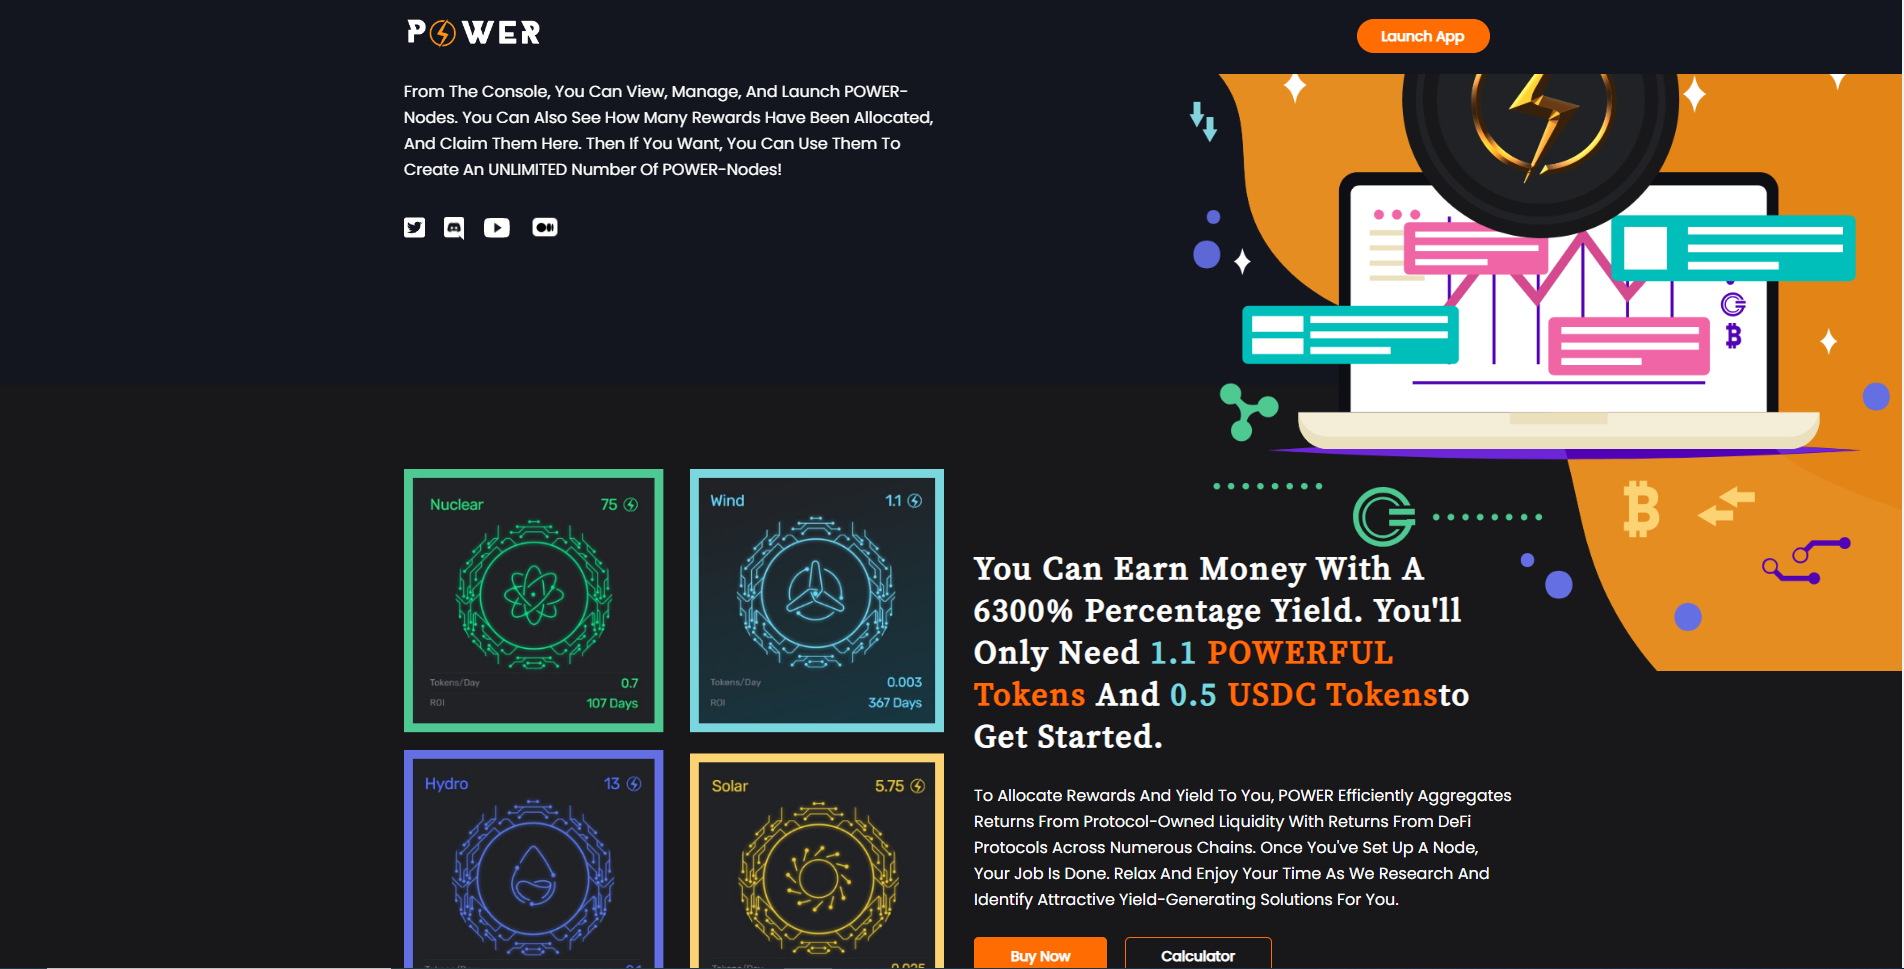 POWER
Launch App
From The Console, You Can View, Manage, And Launch POWER-
Nodes. You Can Also See How Many Rewards Have Been Allocated,
And Claim Them Here. Then If You Want, You Can Use Them To
Create An UNLIMITED Number Of POWER-Nodes!
Nuclear 75
Tokens/Day 0.7
ROI 107 Days
Wind 1.1
Tokens/Day 0.003
ROI 367 Days
Hydro 13
Solar 5.75
You Can Earn Money With A
6300% Percentage Yield. You'll
Only Need 1.1 POWERFUL
Tokens And 0.5 USDC Tokensto
Get Started.
To Allocate Rewards And Yield To You, POWER Efficiently Aggregates
Returns From Protocol-Owned Liquidity With Returns From DeFi
Protocols Across Numerous Chains. Once You've Set Up A Node,
Your Job Is Done. Relax And Enjoy Your Time As We Research And
Identify Attractive Yield-Generating Solutions For You.
Buy Now
Calculator